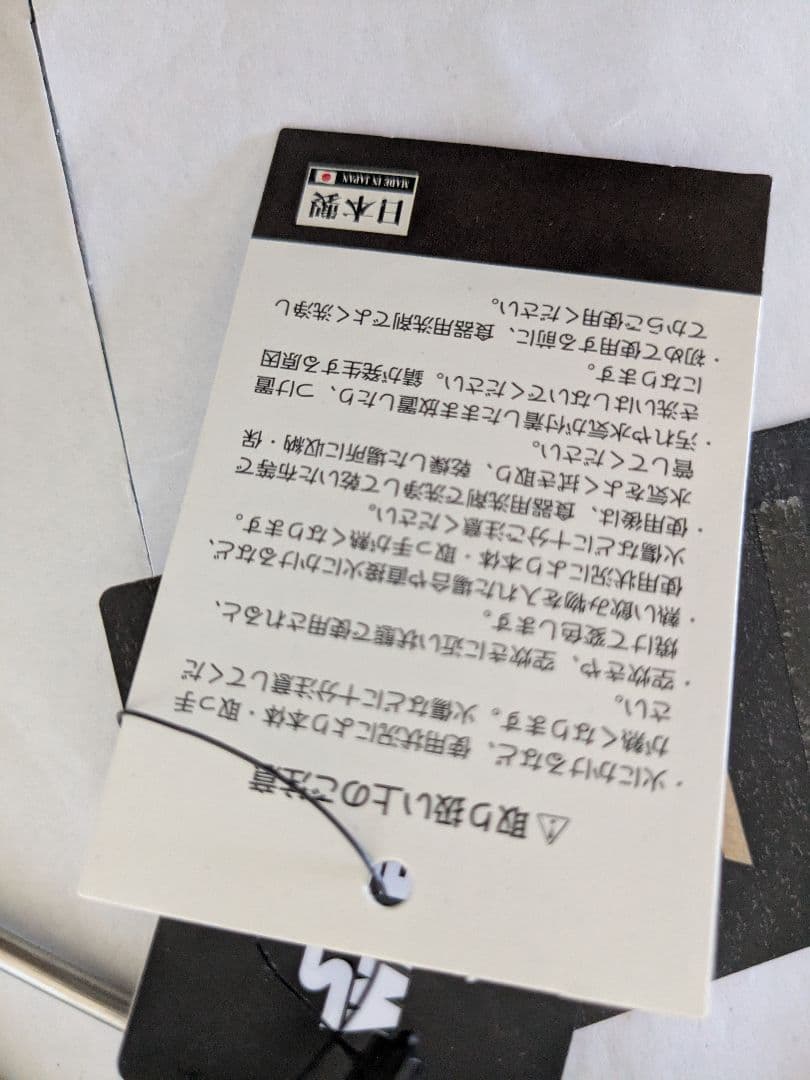 ⚠取り扱い上のご注意
・火にかけるなど、使用状況により本体・取っ手
が熱くなります。火傷などに十分注意してくだ
さい。
・空炊きや、空炊きに近い状態で使用されると、
焼けて変色します。
・熱い飲み物を入れた場合や直接火にかけるなど、
使用状況により本体・取っ手が熱くなります。
火傷などに十分ご注意ください。
・使用後は、食器用洗剤で洗浄して乾いた布等で
水気をよく拭き取り、乾燥した場所に収納・保
管してください。
・汚れや水気が付着したまま放置したり、つけ置
き洗いはしないでください。錆が発生する原因
になります。
・初めて使用する前に、食器用洗剤でよく洗浄し
てからご使用ください。
日本製
MADE IN JAPAN